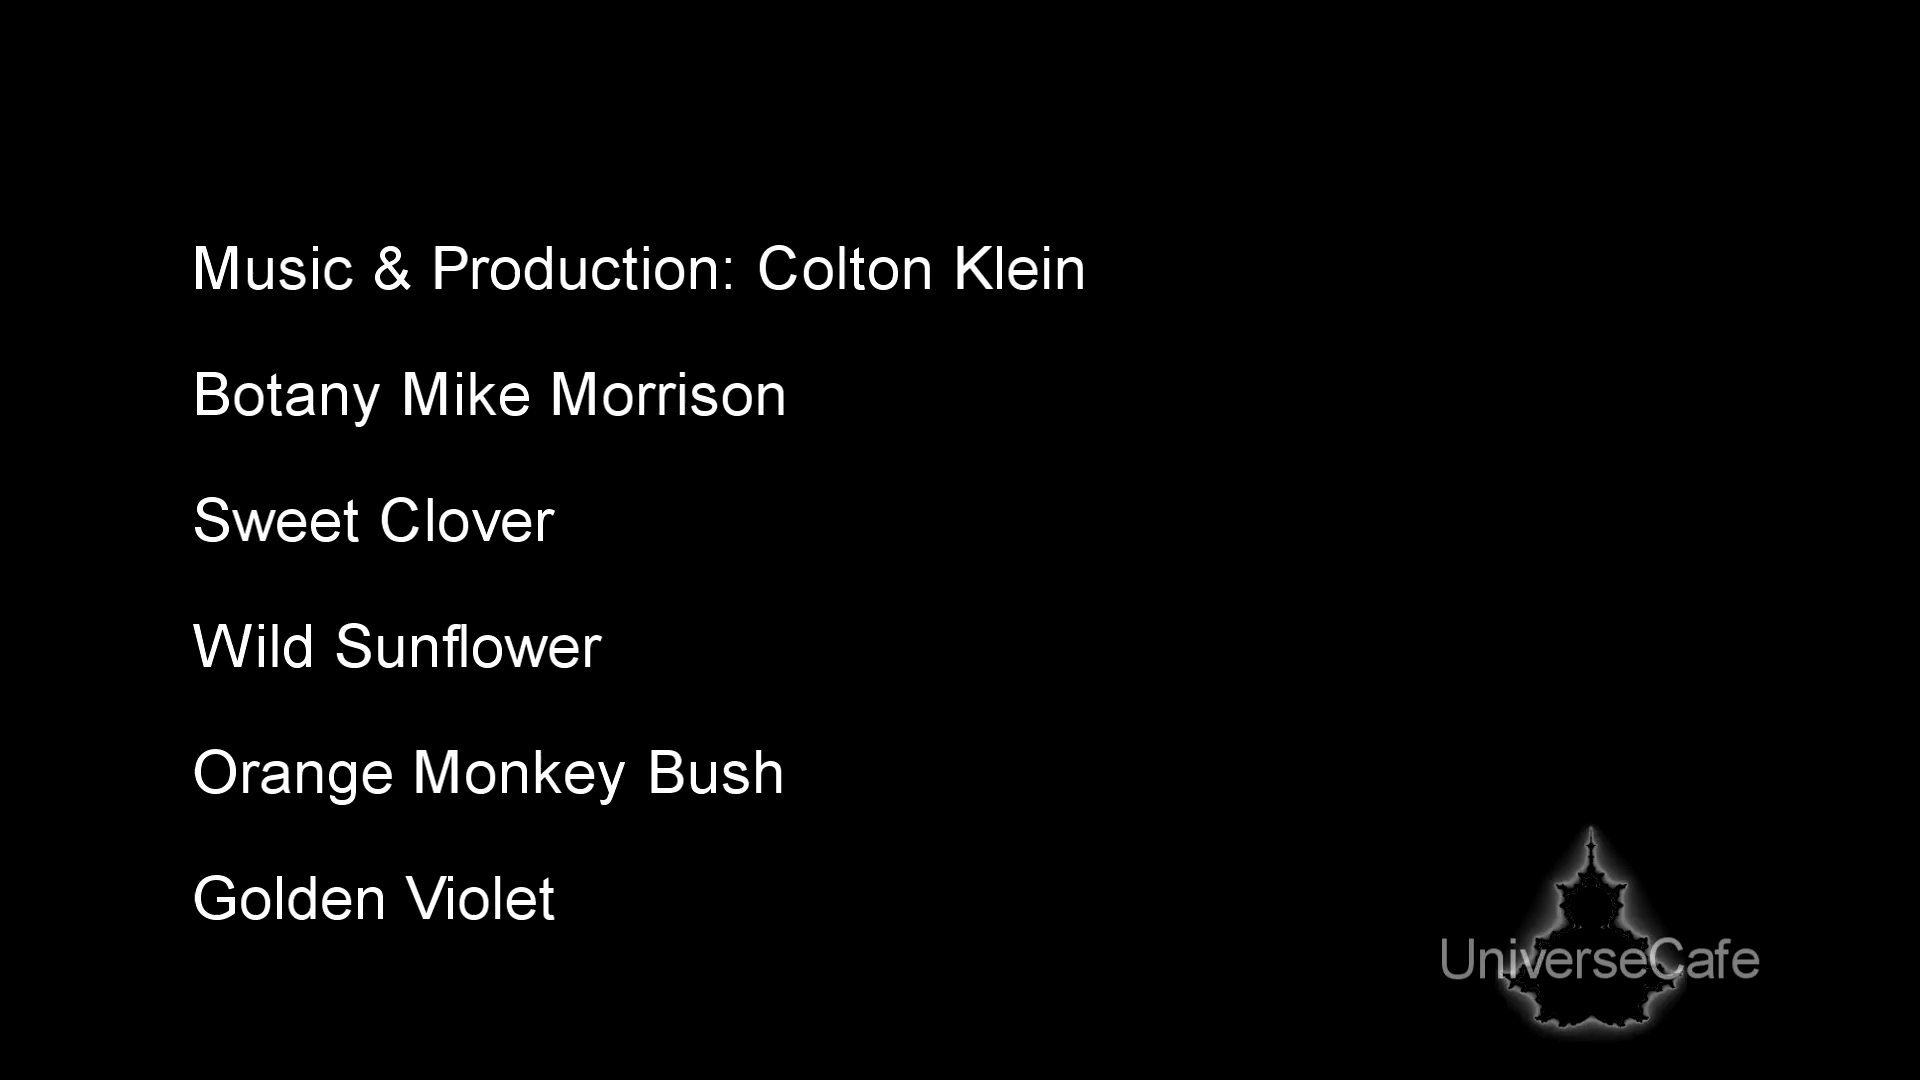 Music & Production: Colton Klein
Botany Mike Morrison
Sweet Clover
Wild Sunflower
Orange Monkey Bush
Golden Violet
UniverseCafe